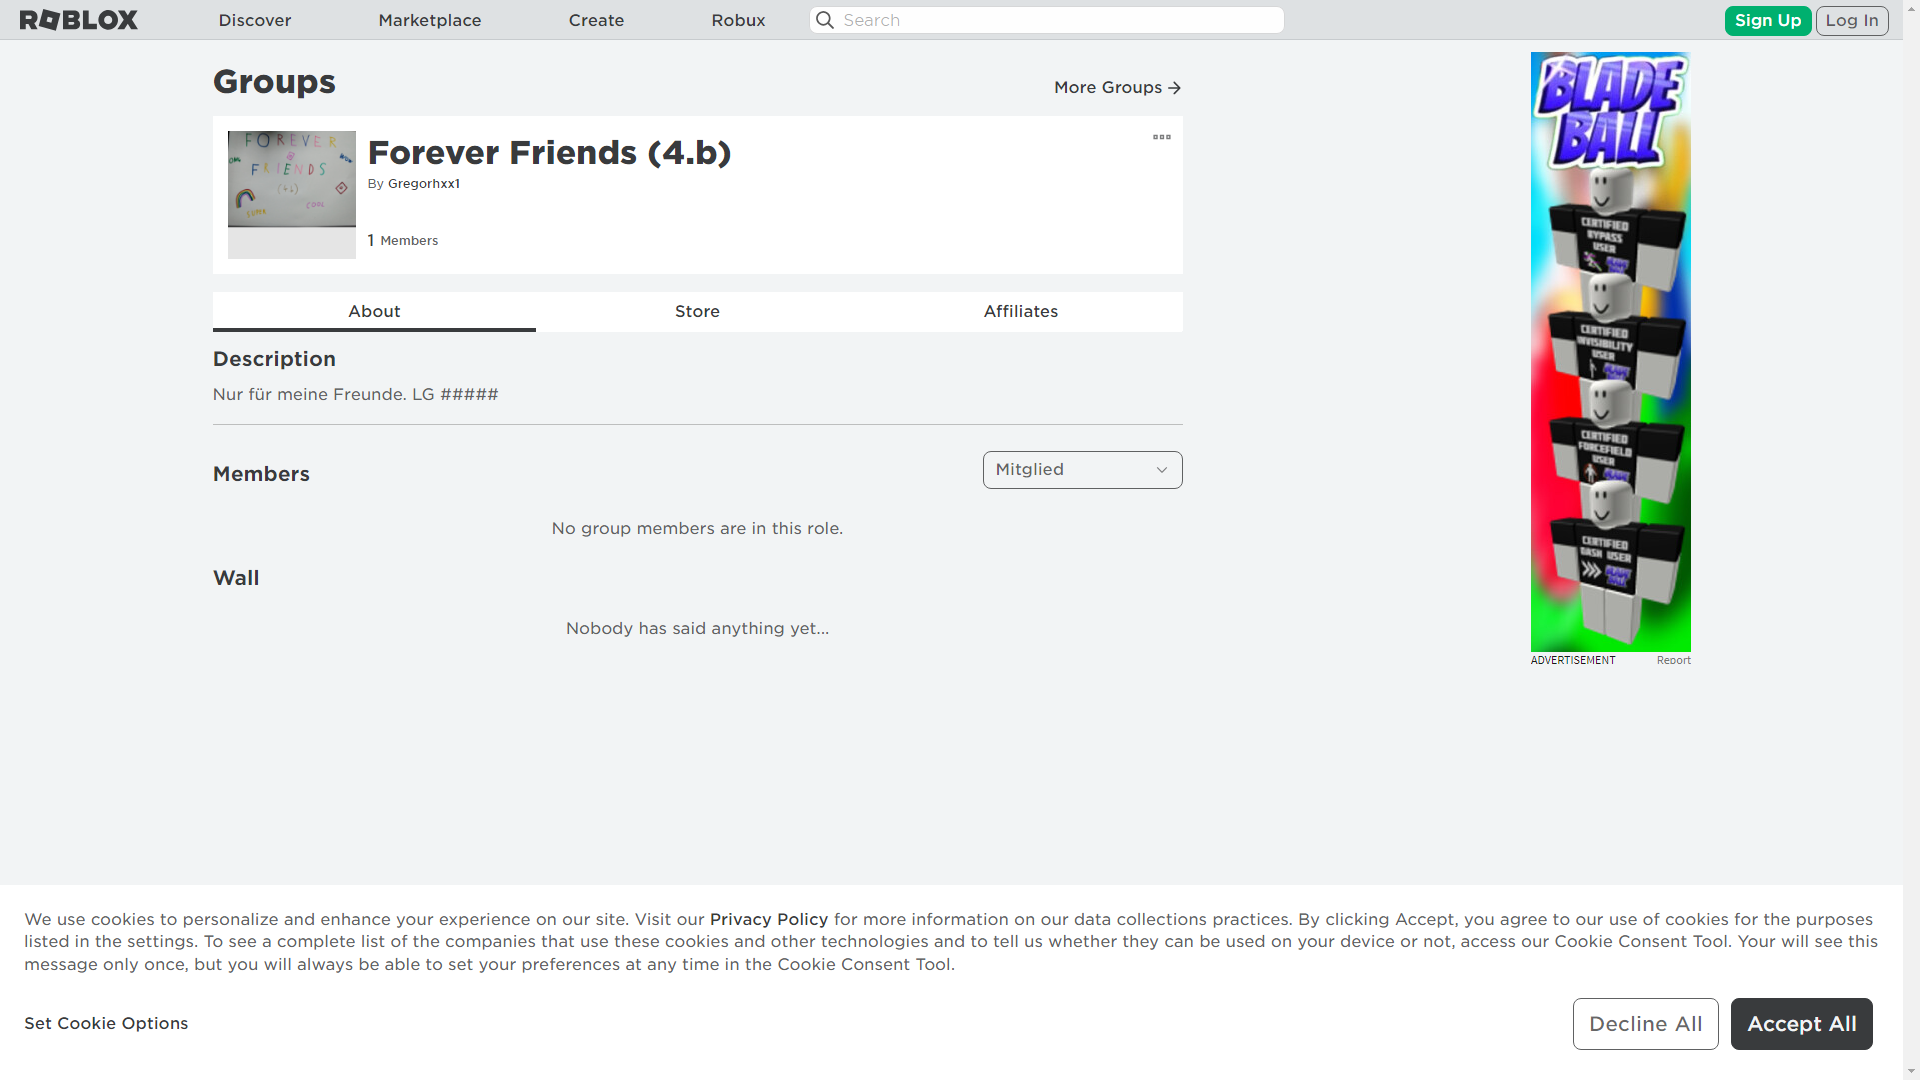 ROBLOX
Discover
Marketplace
Create
Robux
Search
Sign Up
Log In
Groups
More Groups
FOREVER
FRIENDS
COOL
SUPER
Forever Friends (4.b)
By Gregorhxx1
1 Members
About
Store
Affiliates
Description
Nur für meine Freunde. LG #####
Members
Mitglied
No group members are in this role.
Wall
Nobody has said anything yet...
BLADE
BALL
CERTIFIED
BYPASS
USER
CERTIFIED
INVISIBILITY
USER
CERTIFIED
FORCEFIELD
USER
CERTIFIED
DASH USER
ADVERTISEMENT
Report
We use cookies to personalize and enhance your experience on our site. Visit our Privacy Policy for more information on our data collections practices. By clicking Accept, you agree to our use of cookies for the purposes
listed in the settings. To see a complete list of the companies that use these cookies and other technologies and to tell us whether they can be used on your device or not, access our Cookie Consent Tool. Your will see this
message only once, but you will always be able to set your preferences at any time in the Cookie Consent Tool.
Set Cookie Options
Decline All
Accept All